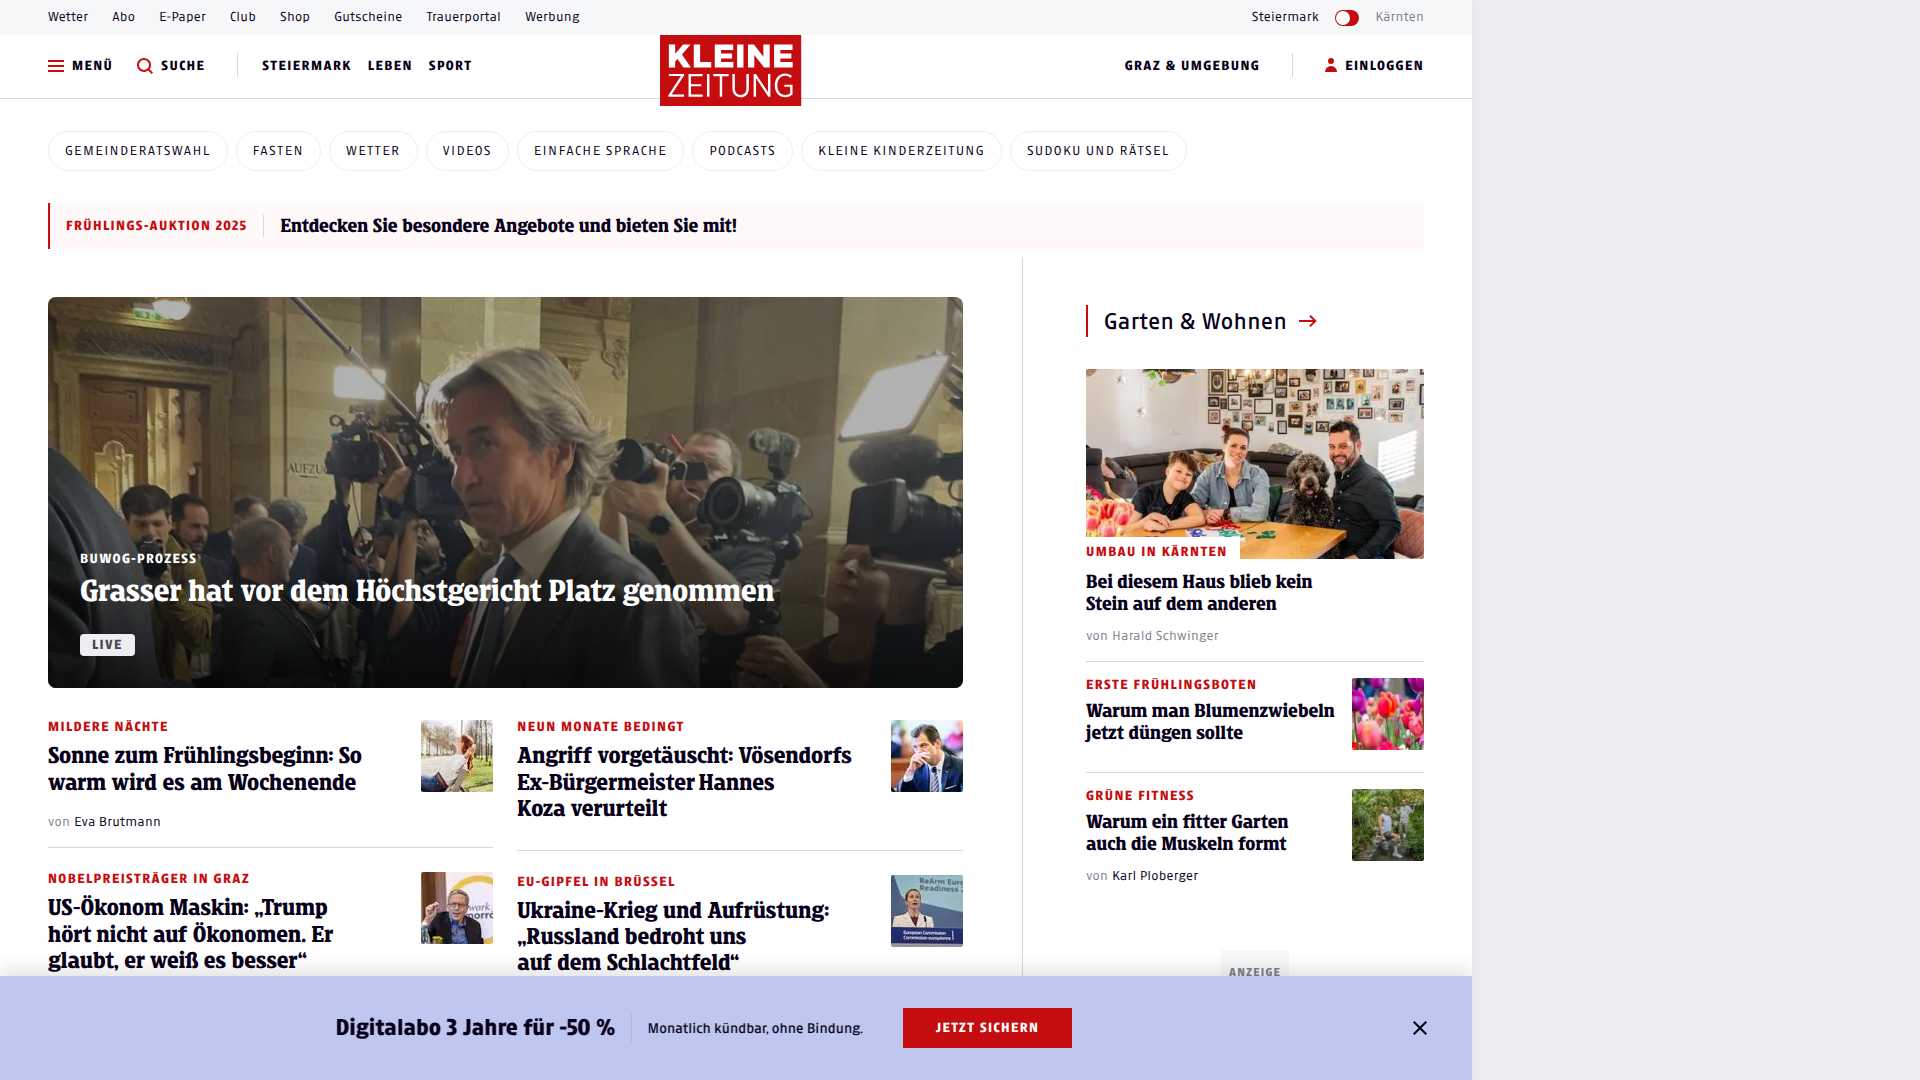 Wetter Abo E-Paper Club Shop Gutscheine Trauerportal Werbung Steiermark Kärnten
MENÜ SUCHE STEIERMARK LEBEN SPORT KLEINE ZEITUNG GRAZ & UMGEBUNG EINLOGGEN
GEMEINDERATSWAHL FASTEN WETTER VIDEOS EINFACHE SPRACHE PODCASTS KLEINE KINDERZEITUNG SUDOKU UND RÄTSEL
FRÜHLINGS-AUKTION 2025 Entdecken Sie besondere Angebote und bieten Sie mit!
AUFZUG
BUWOG-PROZESS
Grasser hat vor dem Höchstgericht Platz genommen
LIVE
MILDERE NÄCHTE
Sonne zum Frühlingsbeginn: So
warm wird es am Wochenende
von Eva Brutmann
NOBELPREISTRÄGER IN GRAZ
US-Ökonom Maskin: „Trump
hört nicht auf Ökonomen. Er
glaubt, er weiß es besser“
NEUN MONATE BEDINGT
Angriff vorgetäuscht: Vösendorfs
Ex-Bürgermeister Hannes
Koza verurteilt
EU-GIPFEL IN BRÜSSEL
Ukraine-Krieg und Aufrüstung:
„Russland bedroht uns
auf dem Schlachtfeld“
ReArm Euro
Readiness
European Commission
Commission européenne
Garten & Wohnen
UMBAU IN KÄRNTEN
Bei diesem Haus blieb kein
Stein auf dem anderen
von Harald Schwinger
ERSTE FRÜHLINGSBOTEN
Warum man Blumenzwiebeln
jetzt düngen sollte
GRÜNE FITNESS
Warum ein fitter Garten
auch die Muskeln formt
von Karl Ploberger
ANZEIGE
Digitalabo 3 Jahre für -50 % Monatlich kündbar, ohne Bindung. JETZT SICHERN